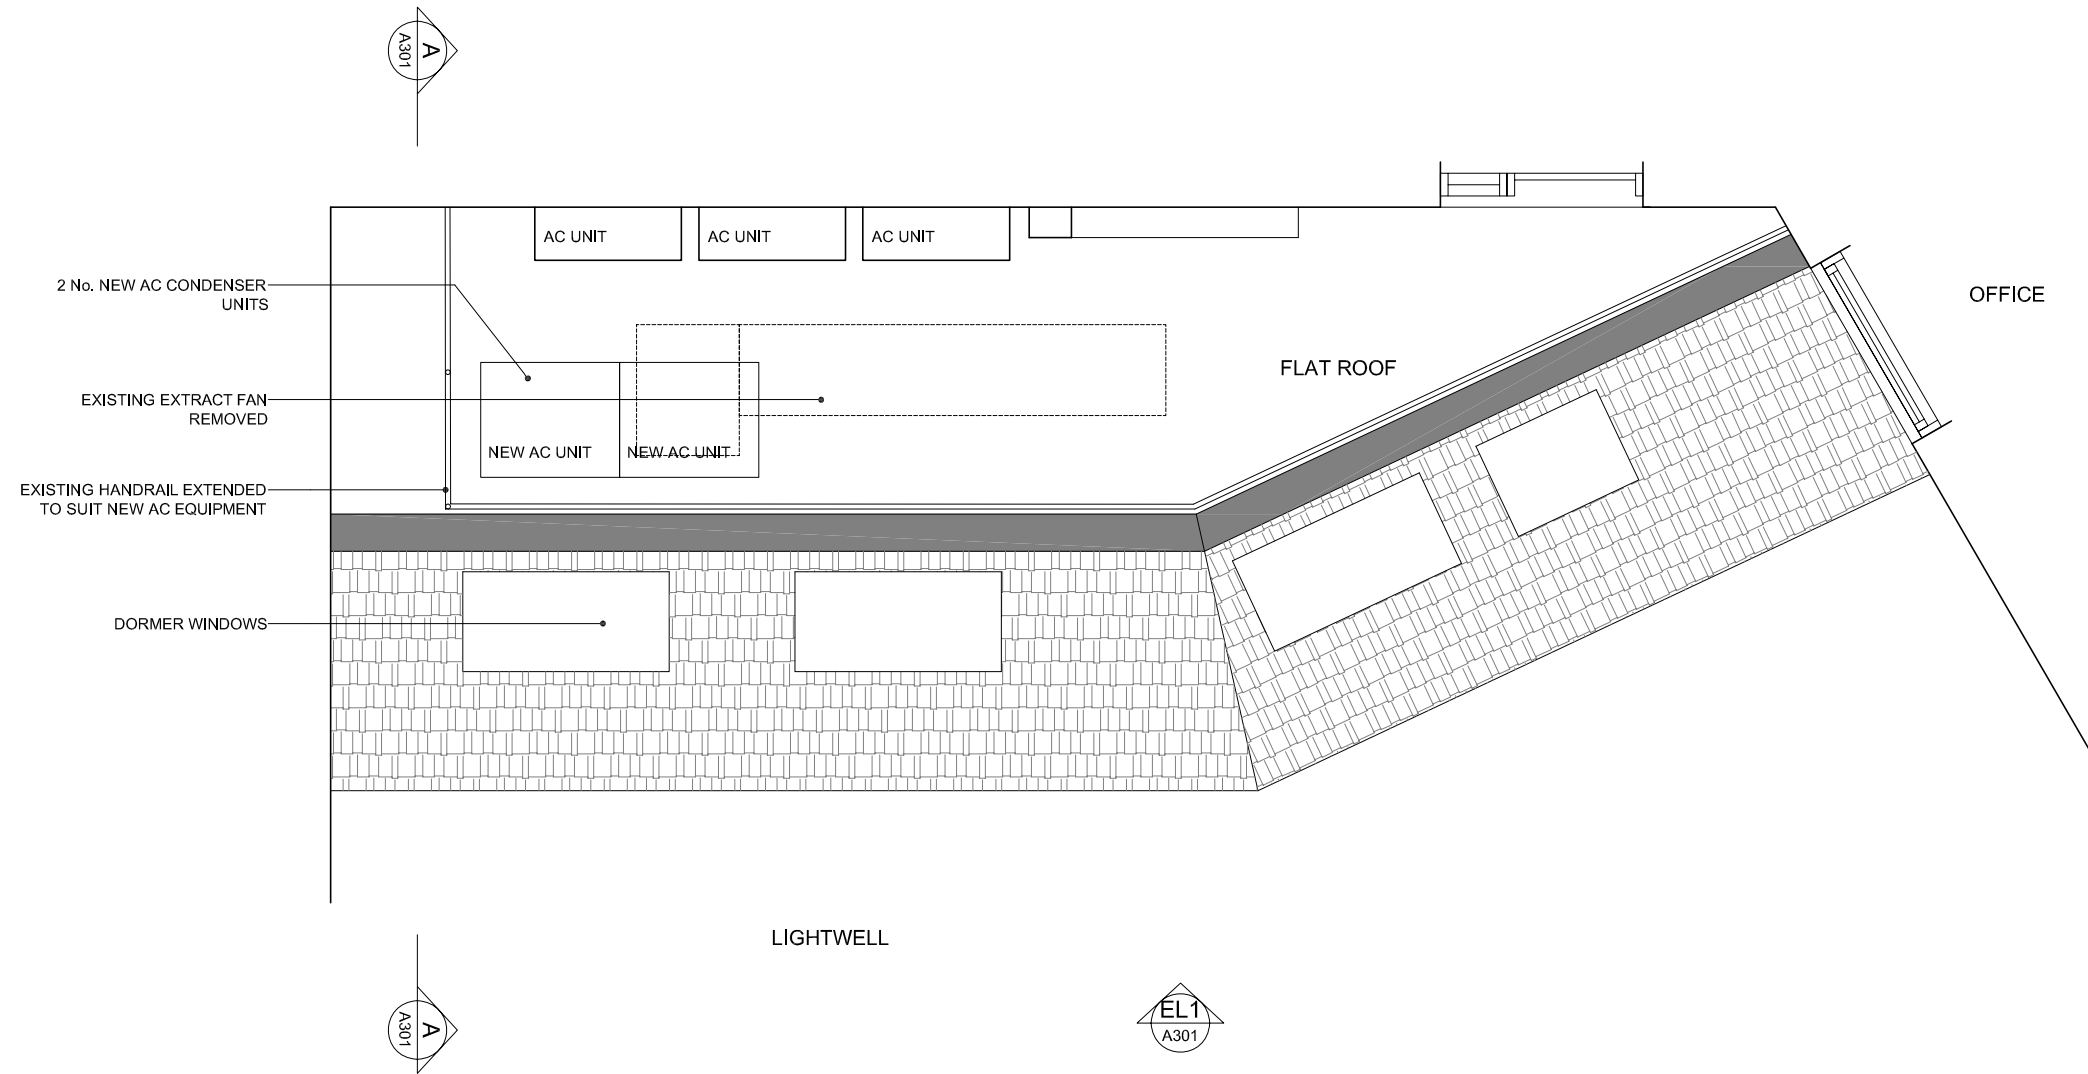 A
A301
AC UNIT
AC UNIT
AC UNIT
2 No. NEW AC CONDENSER
UNITS
OFFICE
FLAT ROOF
EXISTING EXTRACT FAN
REMOVED
NEW AC UNIT
NEW AC UNIT
EXISTING HANDRAIL EXTENDED
TO SUIT NEW AC EQUIPMENT
DORMER WINDOWS
LIGHTWELL
A
A301
EL1
A301